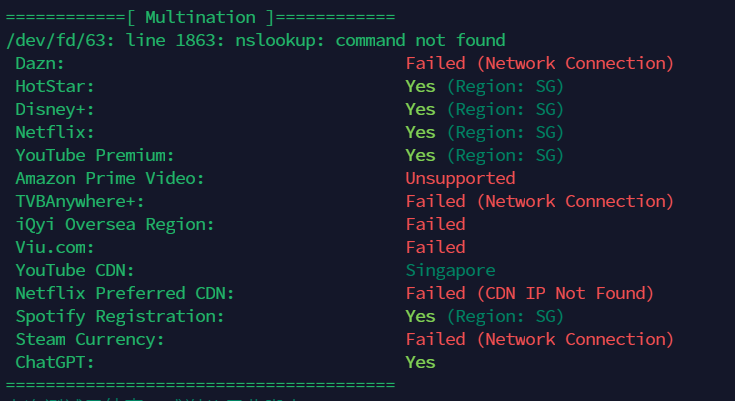 ============[ Multination ]============
/dev/fd/63: line 1863: nslookup: command not found
Dazn: Failed (Network Connection)
HotStar: Yes (Region: SG)
Disney+: Yes (Region: SG)
Netflix: Yes (Region: SG)
YouTube Premium: Yes (Region: SG)
Amazon Prime Video: Unsupported
TVBAnywhere+: Failed (Network Connection)
iQyi Oversea Region: Failed
Viu.com: Failed
YouTube CDN: Singapore
Netflix Preferred CDN: Failed (CDN IP Not Found)
Spotify Registration: Yes (Region: SG)
Steam Currency: Failed (Network Connection)
ChatGPT: Yes
=======================================